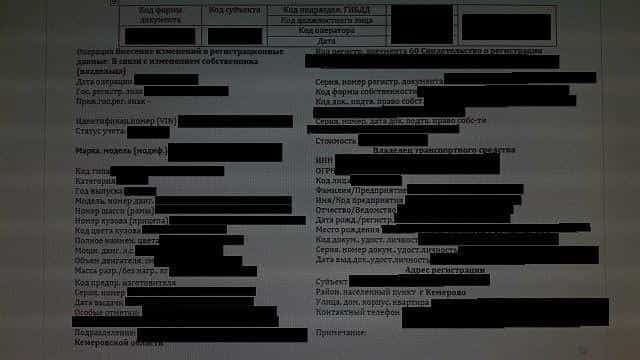 Код формы документа
Код субъекта
Код подразд. ГИБДД
Код должностного лица
Код оператора
Дата
Операция Внесение изменений в регистрационные
данные: В связи с изменением собственника
(владельца)
Дата операции
Гос. регистр. знак
Пред.гос.рег. знак -
Идентификац.номер (VIN)
Статус учета
Марка, модель (модиф.)
Код типа
Категория
Год выпуска
Модель, номер двиг.
Номер шасси (рамы)
Номер кузова (прицепа)
Код цвета кузова
Полное наимен. цвета
Мощн. двиг. л.с.
Объем двигателя, см
Масса разр./без нагр., кг
Код предпр. изготовителя
Серия, номер
Дата выдачи
Особые отметки:
Подразделение:
Кемеровской области
Код регистр. документа 60 Свидетельство о регистрации
Серия, номер регистр. документа
Код формы собственности
Код док., подтв. право собст.
Серия, номер, дата док. подтв. право собс-ти
Стоимость
Владелец транспортного средства
ИНН
ОГРН
Код лица
Фамилия/Предприятие
Имя/Код предприятия
Отчество/Ведомство
Дата рожд./регистр.
Место рождения
Код докум., удост. личность
Серия, номер докум., удост. личность
Дата выд.док.,удост. личность
Адрес регистрации
Субъект
Район, населенный пункт г Кемерово
Улица, дом, корпус, квартира
Контактный телефон
Примечание: